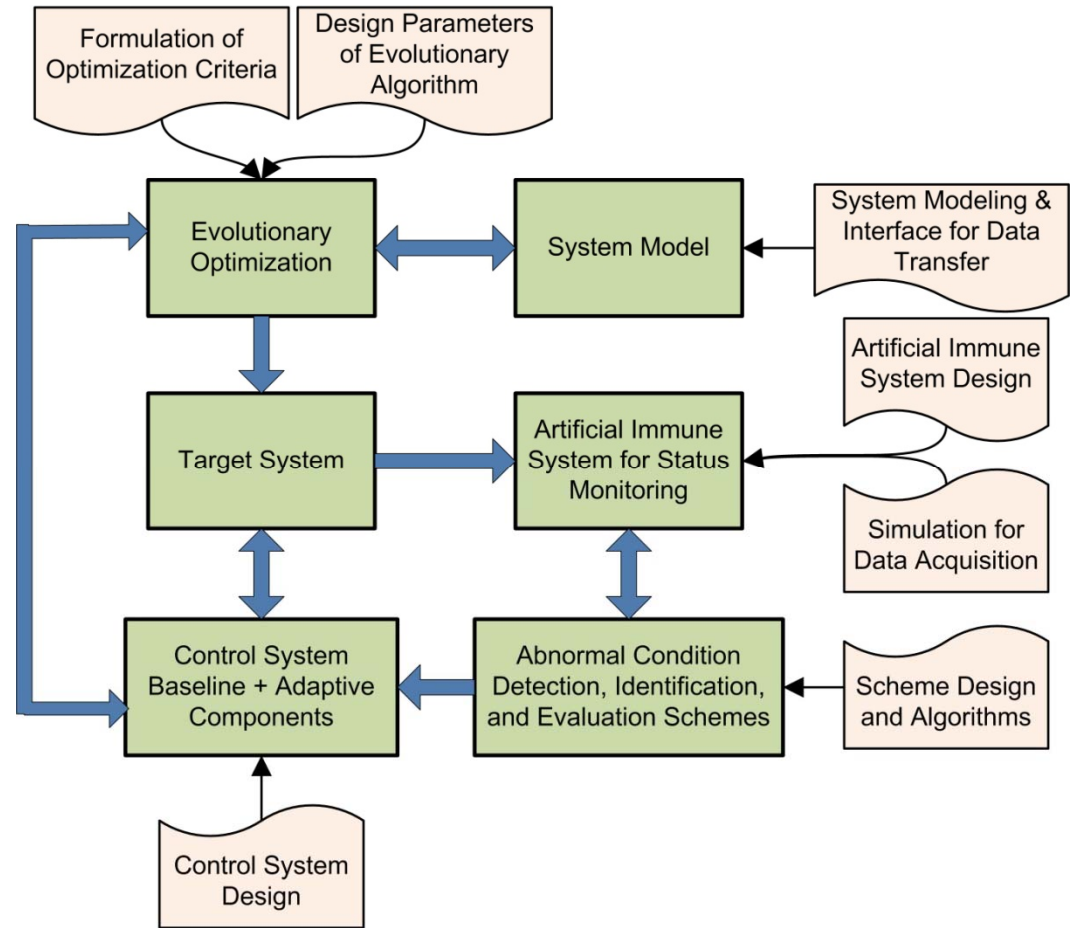 Formulation of
Optimization Criteria
Design Parameters
of Evolutionary
Algorithm
Evolutionary
Optimization
System Model
System Modeling &
Interface for Data
Transfer
Target System
Artificial Immune
System for Status
Monitoring
Artificial Immune
System Design
Simulation for
Data Acquisition
Control System
Baseline + Adaptive
Components
Abnormal Condition
Detection, Identification,
and Evaluation Schemes
Scheme Design
and Algorithms
Control System
Design